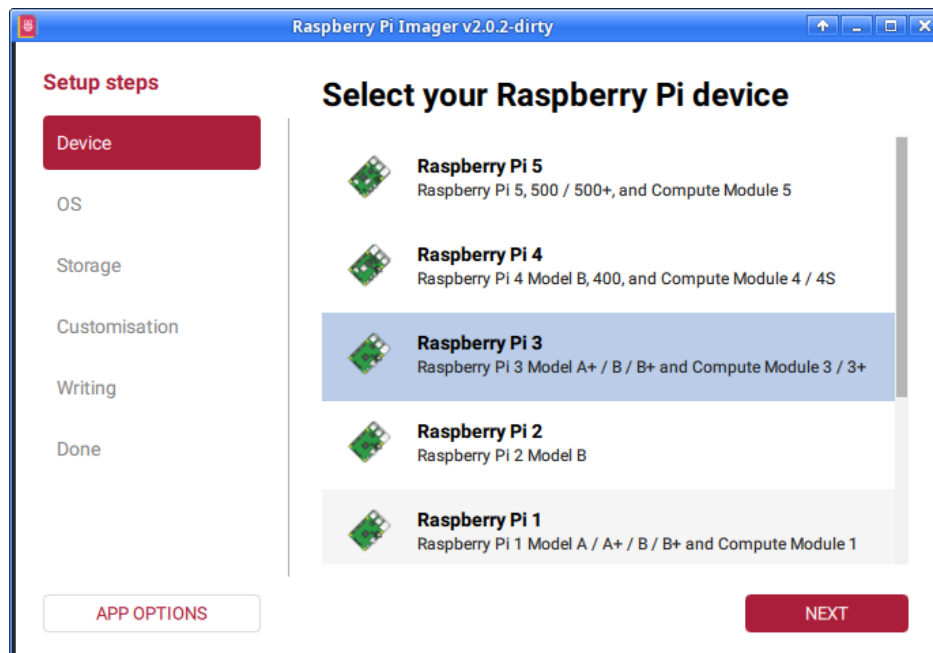 Raspberry Pi Imager v2.0.2-dirty
Setup steps
Device
OS
Storage
Customisation
Writing
Done
APP OPTIONS
Select your Raspberry Pi device
Raspberry Pi 5
Raspberry Pi 5, 500 / 500+, and Compute Module 5
Raspberry Pi 4
Raspberry Pi 4 Model B, 400, and Compute Module 4 / 4S
Raspberry Pi 3
Raspberry Pi 3 Model A+ / B / B+ and Compute Module 3 / 3+
Raspberry Pi 2
Raspberry Pi 2 Model B
Raspberry Pi 1
Raspberry Pi 1 Model A / A+ / B / B+ and Compute Module 1
NEXT